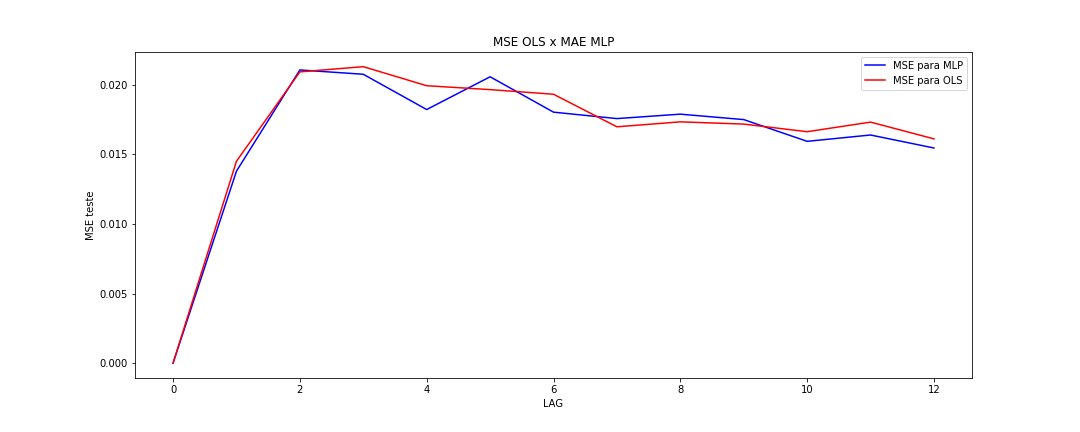 MSE OLS x MAE MLP
MSE para MLP
MSE para OLS
MSE teste
0.020
0.015
0.010
0.005
0.000
0 2 4 6 8 10 12
LAG